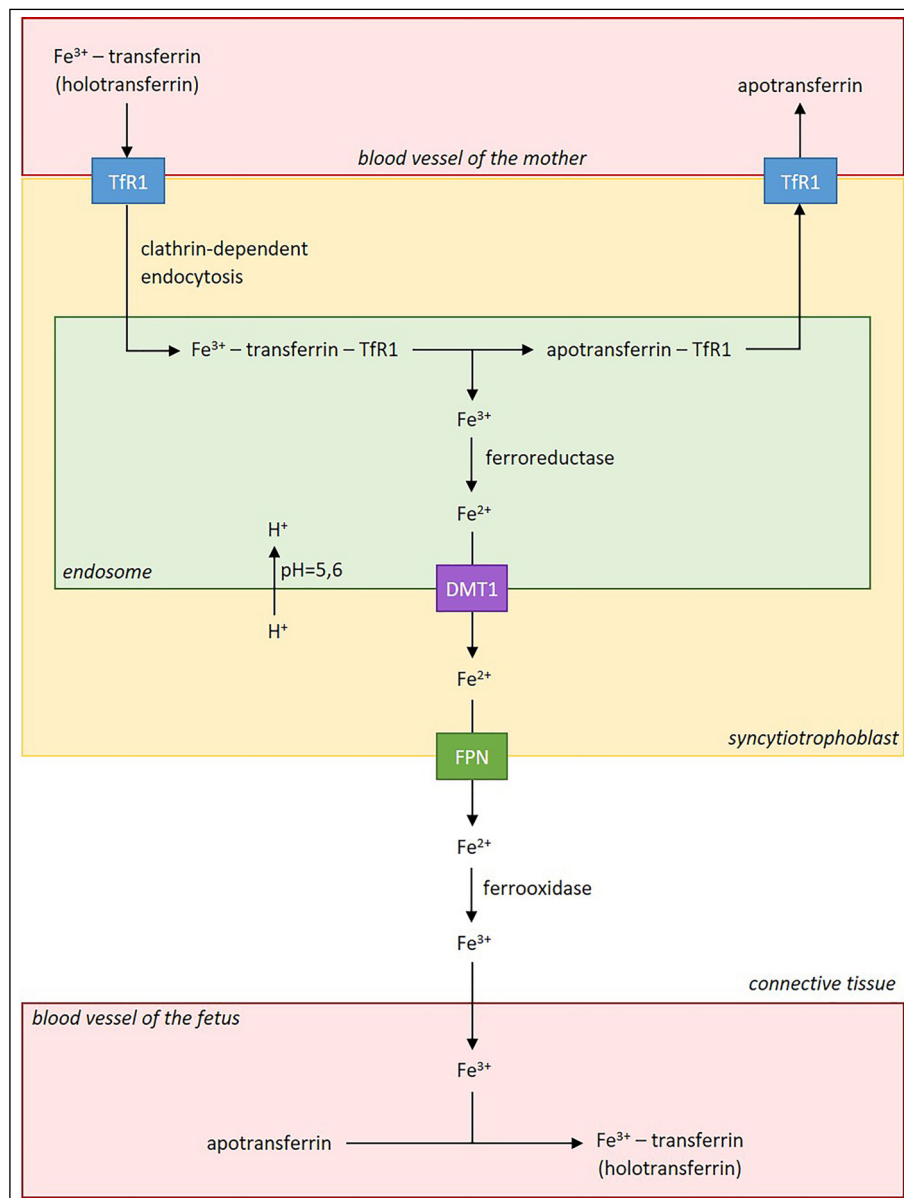 Fe³⁺ – transferrin
(holotransferrin)
apotransferrin
blood vessel of the mother
TfR1
TfR1
clathrin-dependent
endocytosis
Fe³⁺ – transferrin – TfR1
apotransferrin – TfR1
Fe³⁺
ferroreductase
Fe²⁺
H⁺
pH=5,6
endosome
DMT1
H⁺
Fe²⁺
syncytiotrophoblast
FPN
Fe²⁺
ferrooxidase
Fe³⁺
connective tissue
blood vessel of the fetus
Fe³⁺
apotransferrin
Fe³⁺ – transferrin
(holotransferrin)